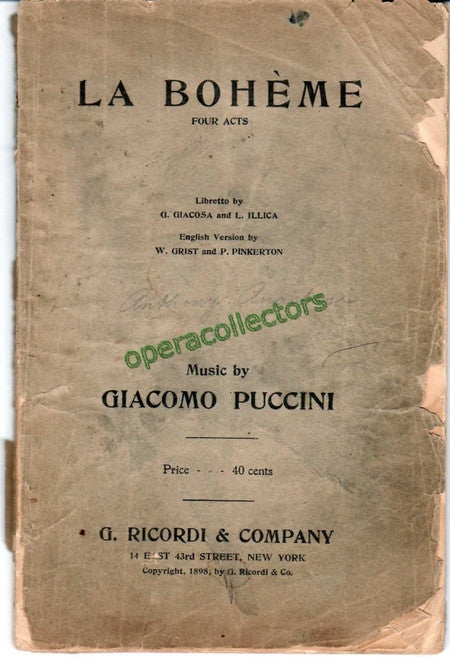 LA BOHÈME
FOUR ACTS
Libretto by
G. GIACOSA and L. ILLICA
English Version by
W. GRIST and P. PINKERTON
Anthony
operacollectors
Music by
GIACOMO PUCCINI
Price - - - 40 cents
G. RICORDI & COMPANY
14 EAST 43rd STREET, NEW YORK
Copyright, 1898, by G. Ricordi & Co.